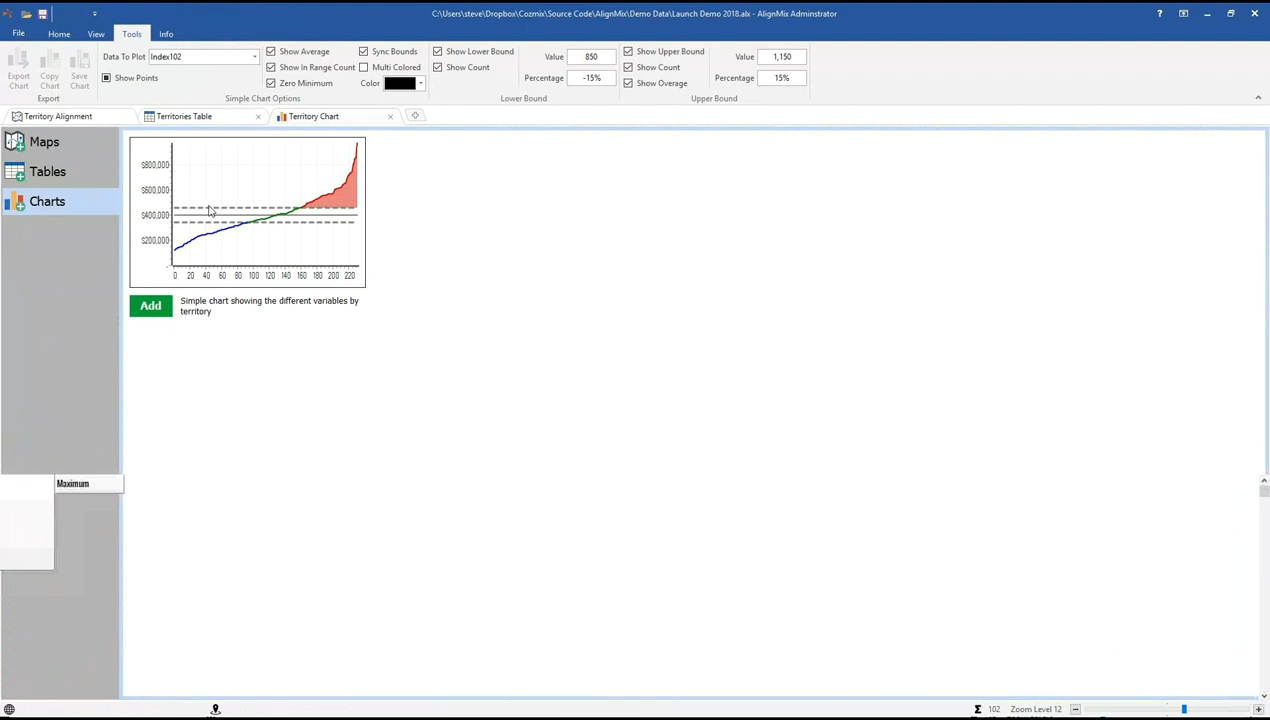 C:\Users\steve\Dropbox\Cozmix\Source Code\AlignMix\Demo Data\Launch Demo 2018.alx - AlignMix Adminstrator
?
File Home View Tools Info
Export Chart
Copy Chart
Save Chart
Export
Data To Plot Index102
Show Points
Show Average
Show In Range Count
Zero Minimum
Sync Bounds
Multi Colored
Color
Simple Chart Options
Show Lower Bound
Show Count
Value 850
Percentage -15%
Lower Bound
Show Upper Bound
Show Count
Show Overage
Value 1,150
Percentage 15%
Upper Bound
Territory Alignment Territories Table Territory Chart
Maps
Tables
Charts
$800,000
$600,000
$400,000
$200,000
0 20 40 60 80 100 120 140 160 180 200 220
Add
Simple chart showing the different variables by
territory
Maximum
Σ 102 Zoom Level 12